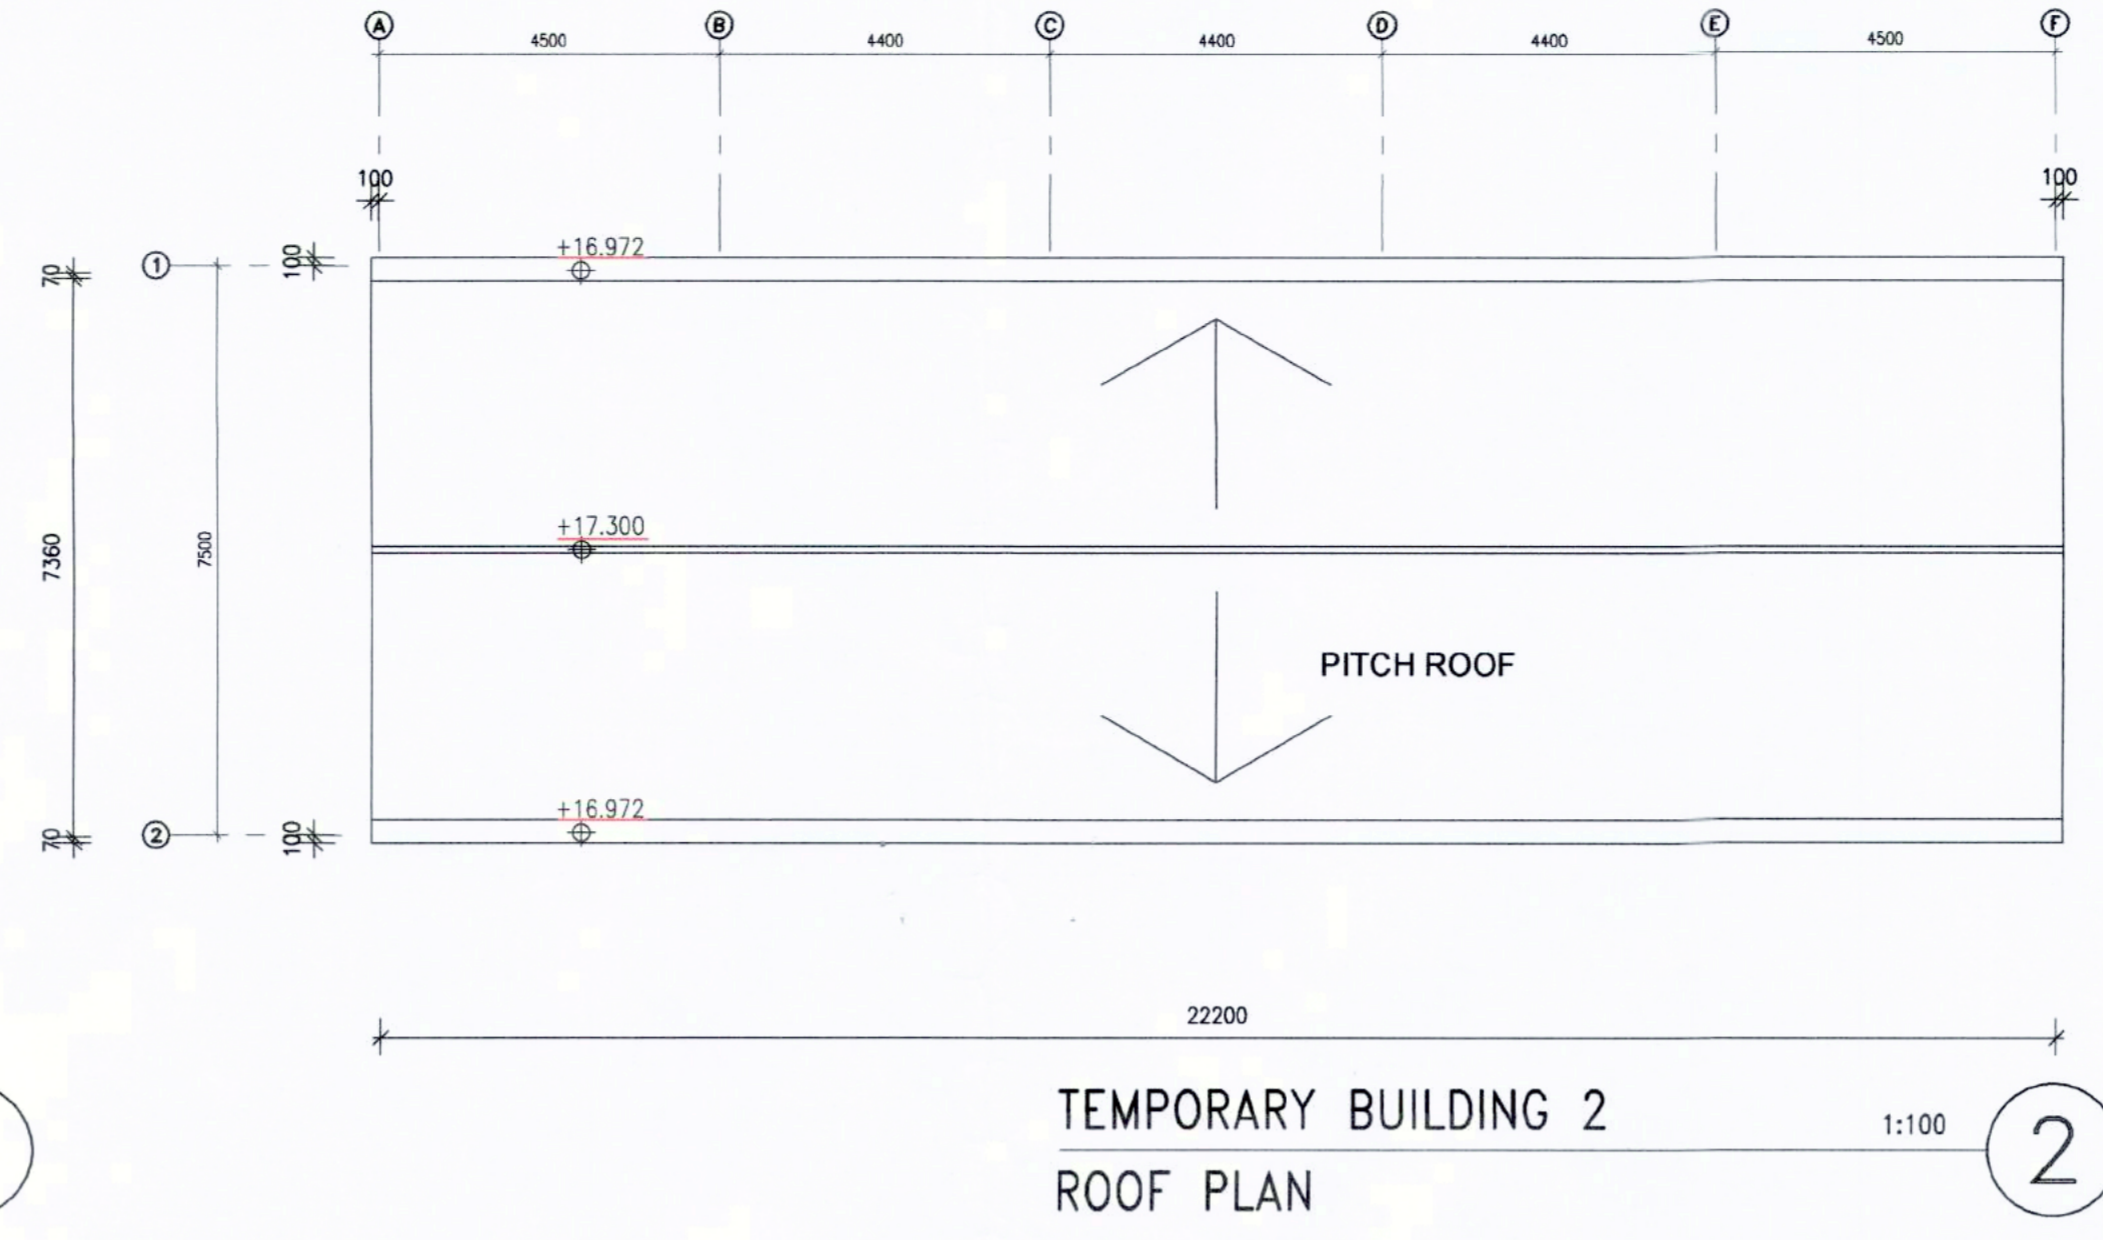 A B C D E F
4500 4400 4400 4400 4500
100 100
+16.972
1 100
70
+17.300
7360 7500
PITCH ROOF
+16.972
70 2 100
22200
TEMPORARY BUILDING 2
1:100
2
ROOF PLAN